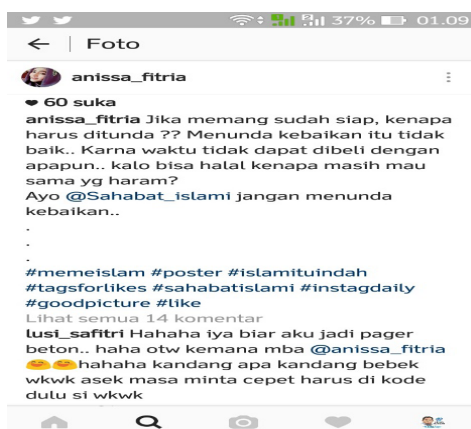 37% 01.09
Foto
anissa_fitria
60 suka
anissa_fitria Jika memang sudah siap, kenapa
harus ditunda ?? Menunda kebaikan itu tidak
baik.. Karna waktu tidak dapat dibeli dengan
apapun.. kalo bisa halal kenapa masih mau
sama yg haram?
Ayo @Sahabat_islami jangan menunda
kebaikan..
.
.
.
#memeislam #poster #islamituindah
#tagsforlikes #sahabatislami #instagdaily
#goodpicture #like
Lihat semua 14 komentar
lusi_safitri Hahaha iya biar aku jadi pager
beton.. haha otw kemana mba @anissa_fitria
😊😊hahaha kandang apa kandang bebek
wkwk asek masa minta cepet harus di kode
dulu si wkwk